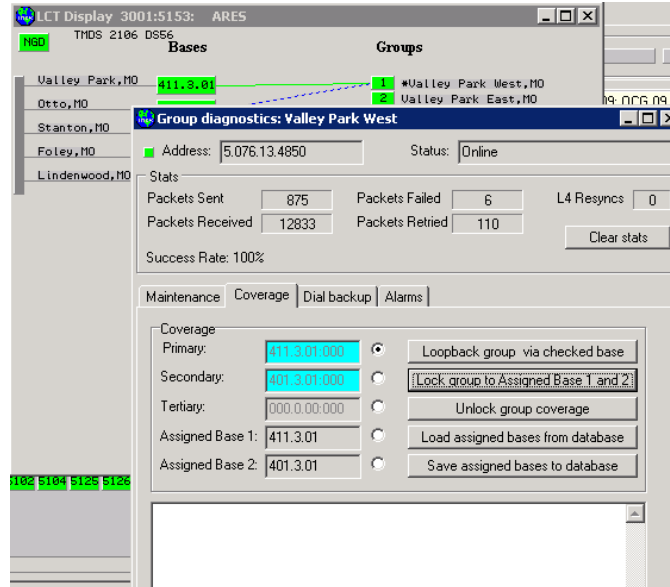 LCT Display 3001:5153: ARES
NGD
TMDS 2106 DS56
Bases
Groups
Valley Park,MO
411.3.01
1 *Valley Park West,MO
Otto,MO
2 Valley Park East,MO
Stanton,MO
Foley,MO
Lindenwood,MO
Group diagnostics: Valley Park West
Address: 5.076.13.4850
Status: Online
Stats
Packets Sent 875
Packets Failed 6
L4 Resyncs 0
Packets Received 12833
Packets Retried 110
Clear stats
Success Rate: 100%
Maintenance Coverage Dial backup Alarms
Coverage
Primary: 411.3.01:000
Loopback group via checked base
Secondary: 401.3.01:000
Lock group to Assigned Base 1 and 2
Tertiary: 000.0.00:000
Unlock group coverage
Assigned Base 1: 411.3.01
Load assigned bases from database
Assigned Base 2: 401.3.01
Save assigned bases to database
5104 5125 5126